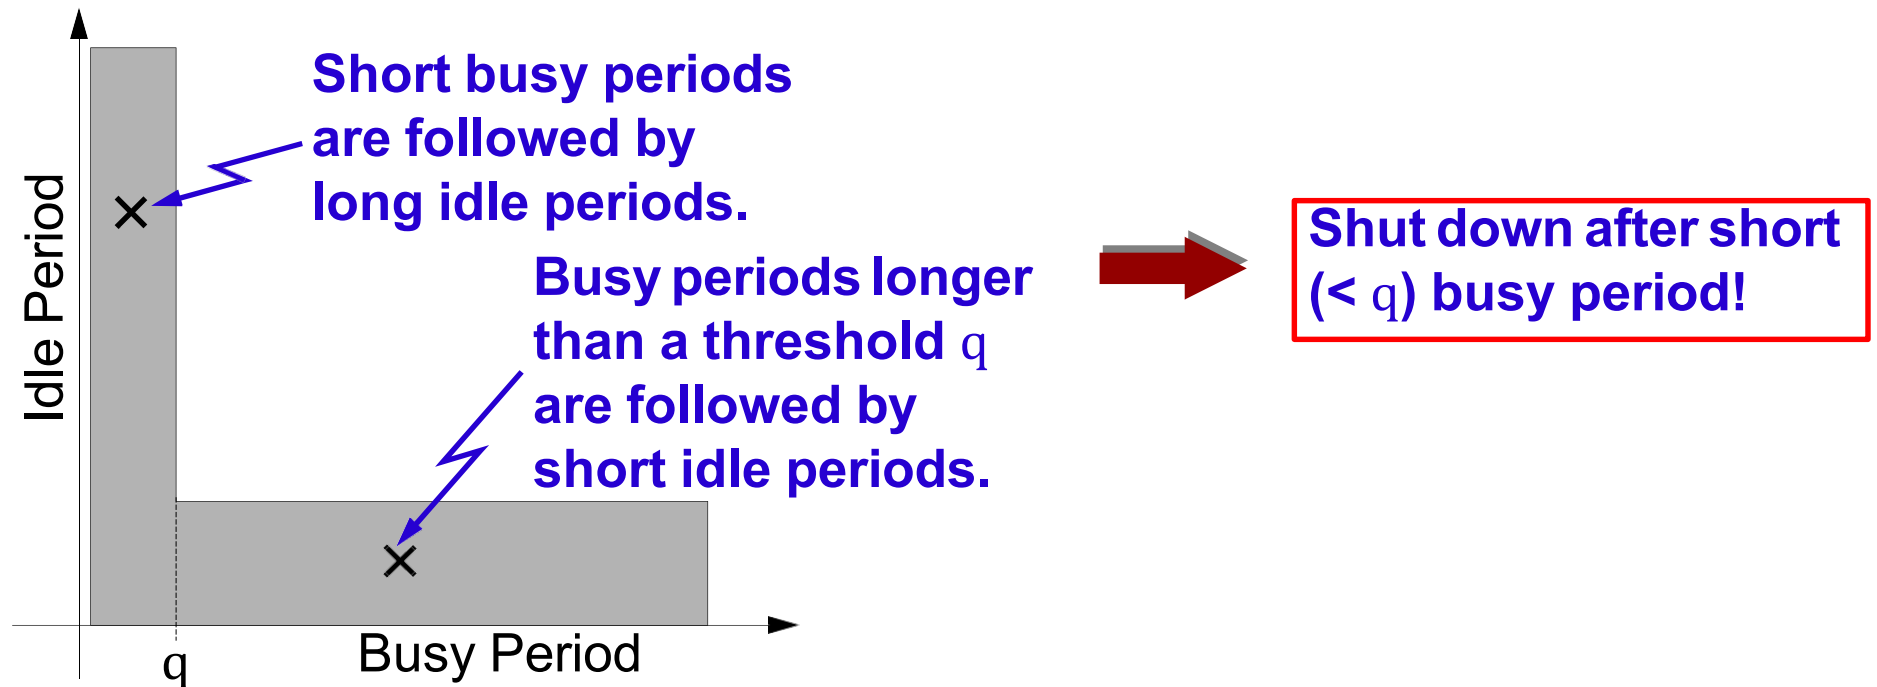 Short busy periods
are followed by
long idle periods.
Busy periods longer
than a threshold q
are followed by
short idle periods.
Shut down after short
(< q) busy period!
Idle Period
q
Busy Period